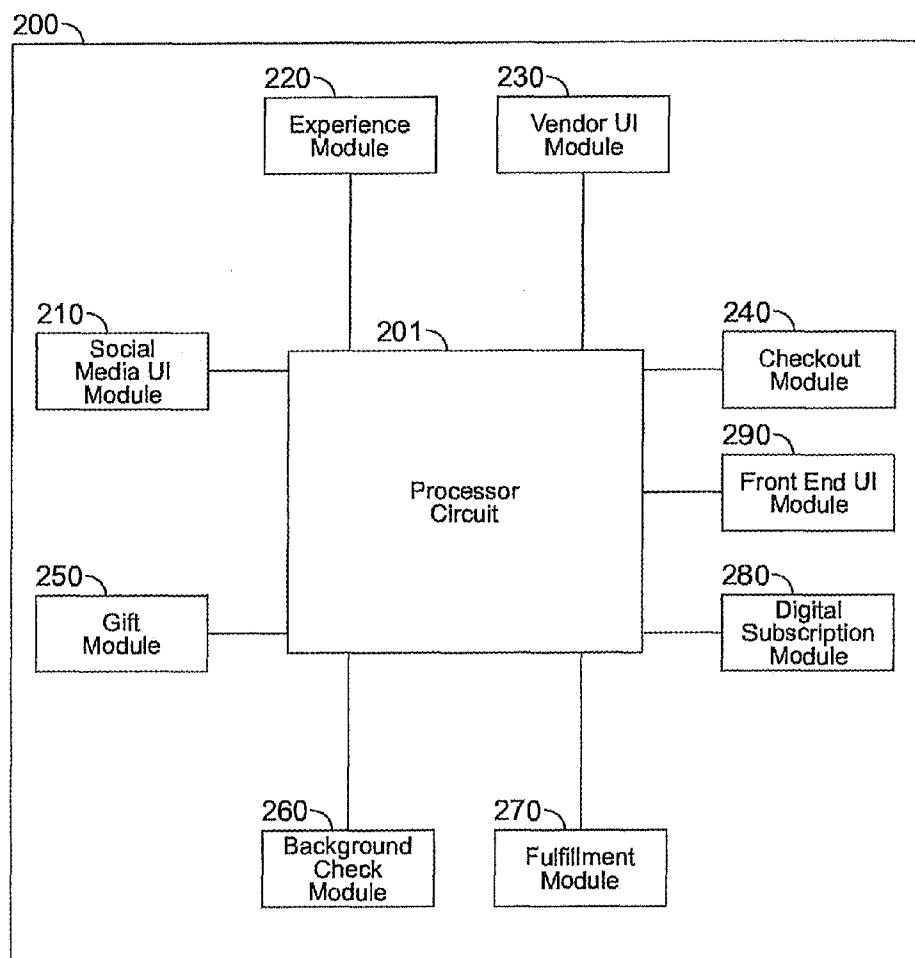 200
220
Experience
Module
230
Vendor UI
Module
210
Social
Media UI
Module
201
Processor
Circuit
240
Checkout
Module
290
Front End UI
Module
250
Gift
Module
280
Digital
Subscription
Module
260
Background
Check
Module
270
Fulfillment
Module